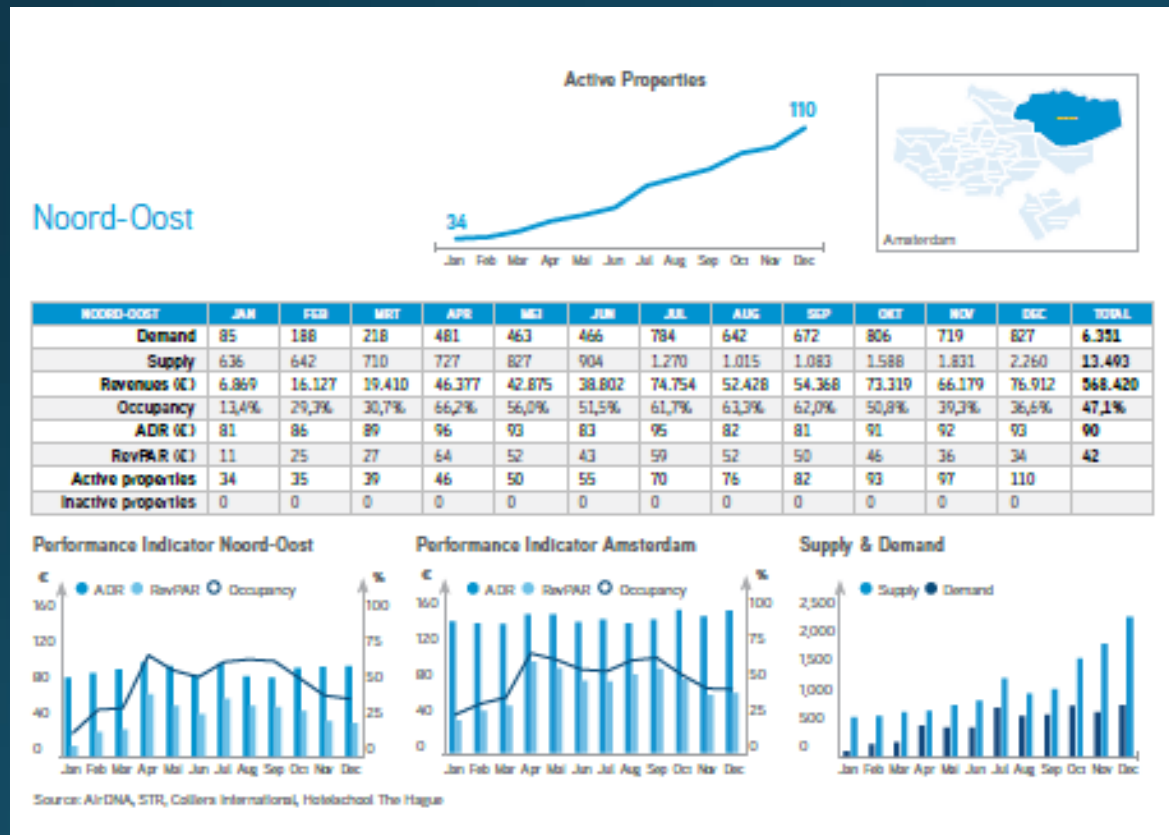 Active Properties
110
Noord-Oost
34
Jan Feb Mar Apr Mai Jun Jul Aug Sep Oct Nov Dec
Amsterdam
NOORD-OOST JAN FEB MRT APR MEI JUN JUL AUG SEP OKT NOV DEC TOTAL
Demand 85 188 218 481 463 466 784 642 672 806 719 827 6.351
Supply 636 642 710 727 827 904 1.270 1.015 1.083 1.588 1.831 2.260 13.493
Revenues (€) 6.869 16.127 19.410 46.377 42.875 38.802 74.754 52.428 54.368 73.319 66.179 76.912 568.420
Occupancy 13,4% 29,3% 30,7% 66,2% 56,0% 51,5% 61,7% 63,3% 62,0% 50,8% 39,3% 36,6% 47,1%
ADR (€) 81 86 89 96 93 83 95 82 81 91 92 93 90
RevPAR (€) 11 25 27 64 52 43 59 52 50 46 36 34 42
Active properties 34 35 39 46 50 55 70 76 82 93 97 110
Inactive properties 0 0 0 0 0 0 0 0 0 0 0 0
Performance Indicator Noord-Oost
€ ADR RevPAR Occupancy %
160 100
120 75
80 50
40 25
0 0
Jan Feb Mar Apr Mai Jun Jul Aug Sep Oct Nov Dec
Performance Indicator Amsterdam
€ ADR RevPAR Occupancy %
160 100
120 75
80 50
40 25
0 0
Jan Feb Mar Apr Mai Jun Jul Aug Sep Oct Nov Dec
Supply & Demand
Supply Demand
2,500
2,000
1,500
1,000
500
0
Jan Feb Mar Apr Mai Jun Jul Aug Sep Oct Nov Dec
Source: AirDNA, STR, Colliers International, Hotelschool The Hague